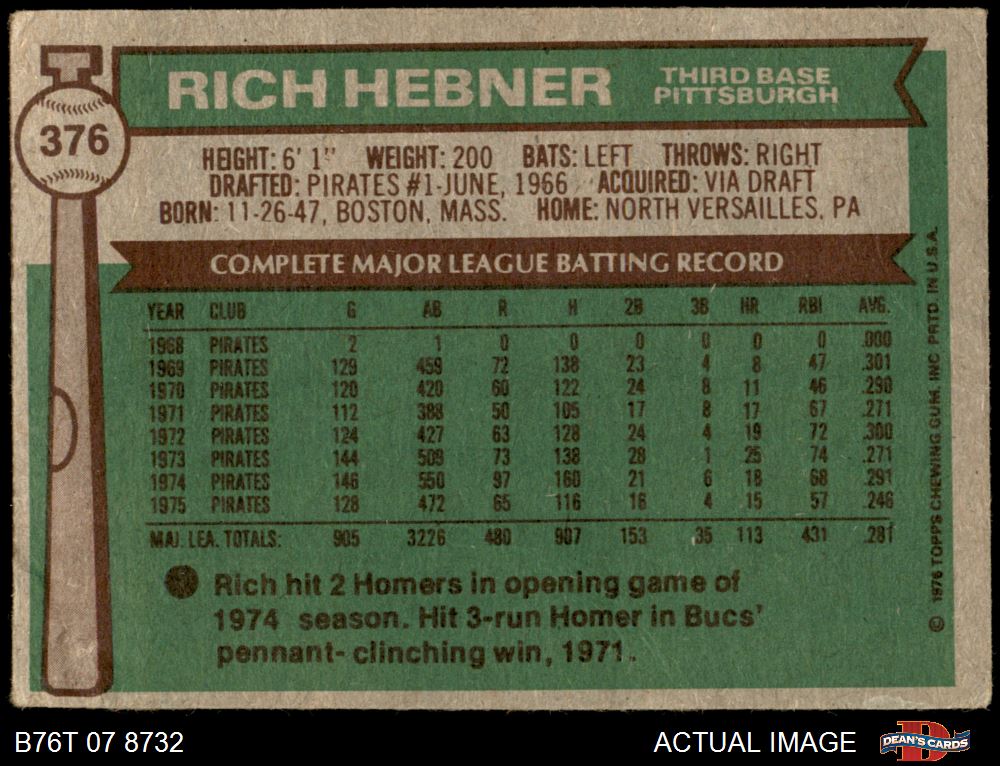 RICH HEBNER
THIRD BASE
PITTSBURGH
376
HEIGHT: 6' 1" WEIGHT: 200 BATS: LEFT THROWS: RIGHT
DRAFTED: PIRATES #1-JUNE, 1966 ACQUIRED: VIA DRAFT
BORN: 11-26-47, BOSTON, MASS. HOME: NORTH VERSAILLES, PA
COMPLETE MAJOR LEAGUE BATTING RECORD
YEAR CLUB G AB R H 2B 3B HR RBI AVG.
1968 PIRATES 2 1 0 0 0 0 0 0 .000
1969 PIRATES 129 459 72 138 23 4 8 47 .301
1970 PIRATES 120 420 60 122 24 8 11 46 .290
1971 PIRATES 112 388 50 105 17 8 17 67 .271
1972 PIRATES 124 427 63 128 24 4 19 72 .300
1973 PIRATES 144 509 73 138 28 1 25 74 .271
1974 PIRATES 146 550 97 160 21 6 18 68 .291
1975 PIRATES 128 472 65 116 16 4 15 57 .246
MAJ. LEA. TOTALS: 905 3226 480 907 153 35 113 431 .281
Rich hit 2 Homers in opening game of
1974 season. Hit 3-run Homer in Bucs'
pennant- clinching win, 1971.
© 1976 TOPPS CHEWING GUM, INC PRTD. IN U.S.A.
B76T 07 8732
ACTUAL IMAGE
D
DEAN'S CARDS